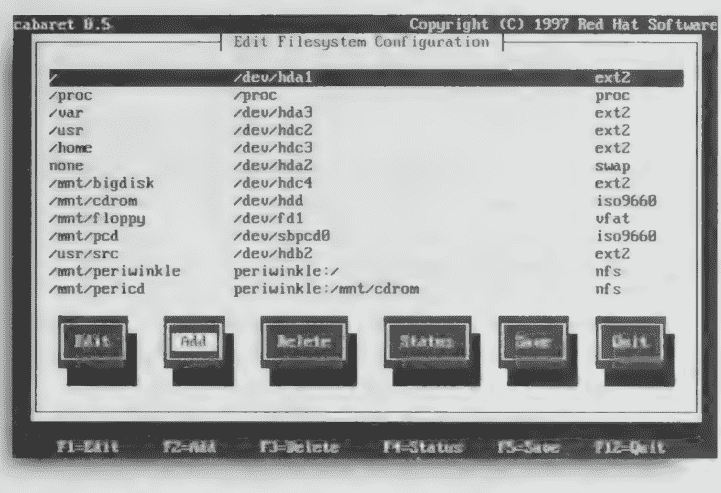 cabaret 0.5 Copyright (C) 1997 Red Hat Software
Edit Filesystem Configuration
/ /dev/hda1 ext2
/proc /proc proc
/var /dev/hda3 ext2
/usr /dev/hdc2 ext2
/home /dev/hdc3 ext2
none /dev/hda2 swap
/mnt/bigdisk /dev/hdc4 ext2
/mnt/cdrom /dev/hdd iso9660
/mnt/floppy /dev/fd1 vfat
/mnt/pcd /dev/sbpcd0 iso9660
/usr/src /dev/hdb2 ext2
/mnt/periwinkle periwinkle:/ nfs
/mnt/pericd periwinkle:/mnt/cdrom nfs
Edit Add Delete Status Save Quit
F1=Edit F2=Add F3=Delete F4=Status F5=Save F12=Quit